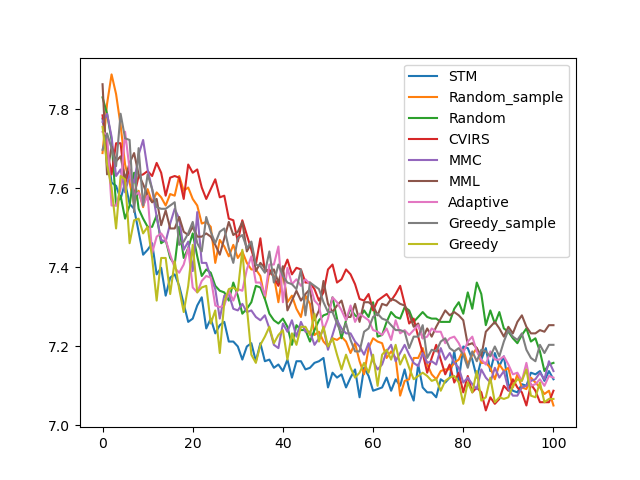 7.8
7.6
7.4
7.2
7.0
0
20
40
60
80
100
STM
Random_sample
Random
CVIRS
MMC
MML
Adaptive
Greedy_sample
Greedy